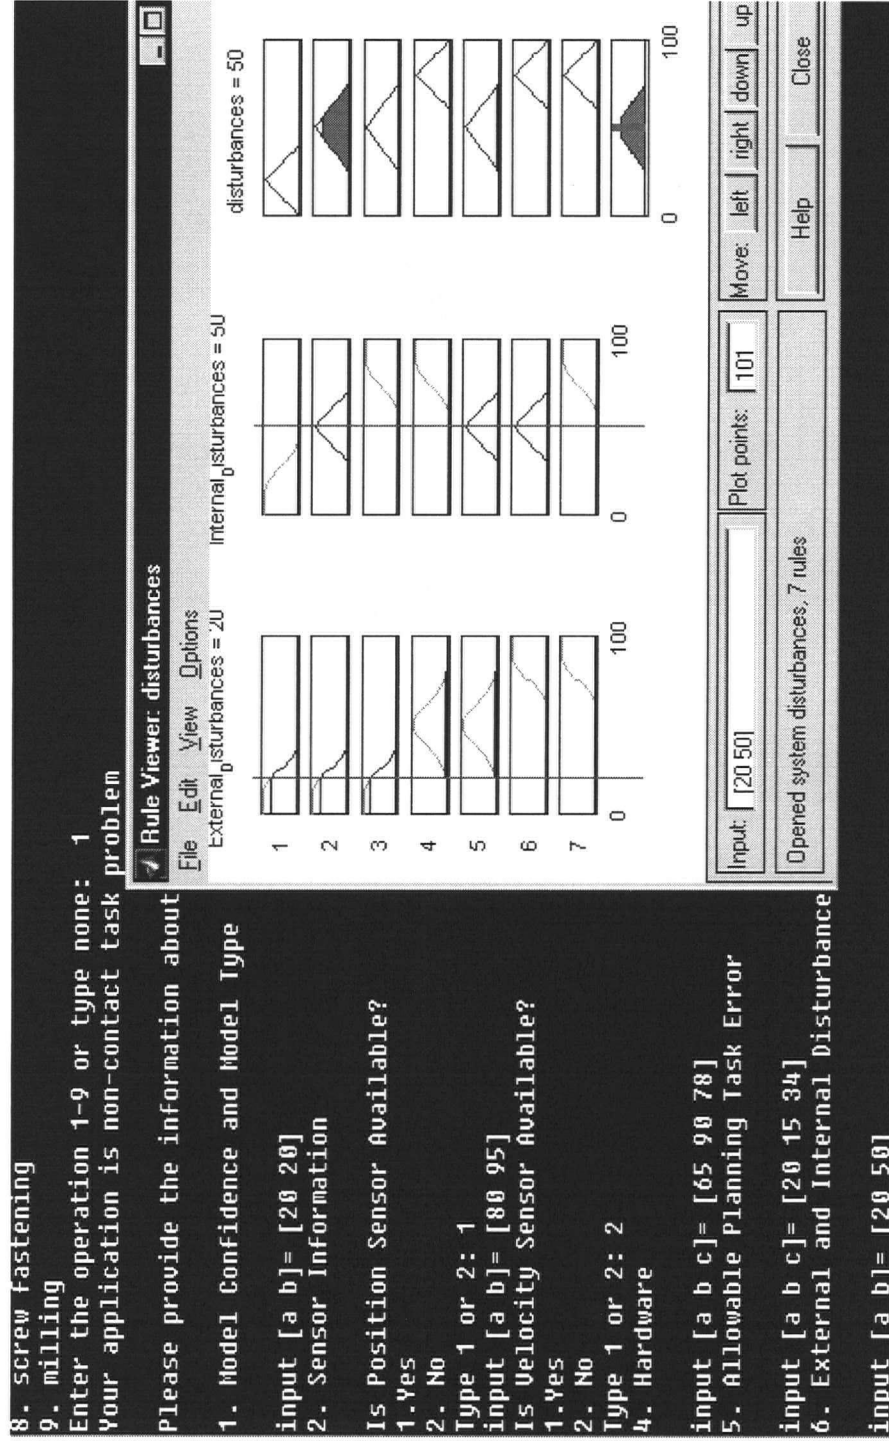 8. screw fastening
9. milling
Enter the operation 1-9 or type none: 1
Your application is non-contact task problem
Please provide the information about
1. Model Confidence and Model Type
input [a b]= [20 20]
2. Sensor Information
Is Position Sensor Available?
1.Yes
2. No
Type 1 or 2: 1
input [a b]= [80 95]
Is Velocity Sensor Available?
1.Yes
2. No
Type 1 or 2: 2
4. Hardware
input [a b c]= [65 90 78]
5. Allowable Planning Task Error
input [a b c]= [20 15 34]
6. External and Internal Disturbance
input [a b]= [20 50]
Rule Viewer: disturbances
File Edit View Options
External_Disturbances = 20
Internal_Disturbances = 50
disturbances = 50
1
2
3
4
5
6
7
0 100
0 100
0 100
Input: [20 50]
Plot points: 101
Move: left right down up
Opened system disturbances, 7 rules
Help Close